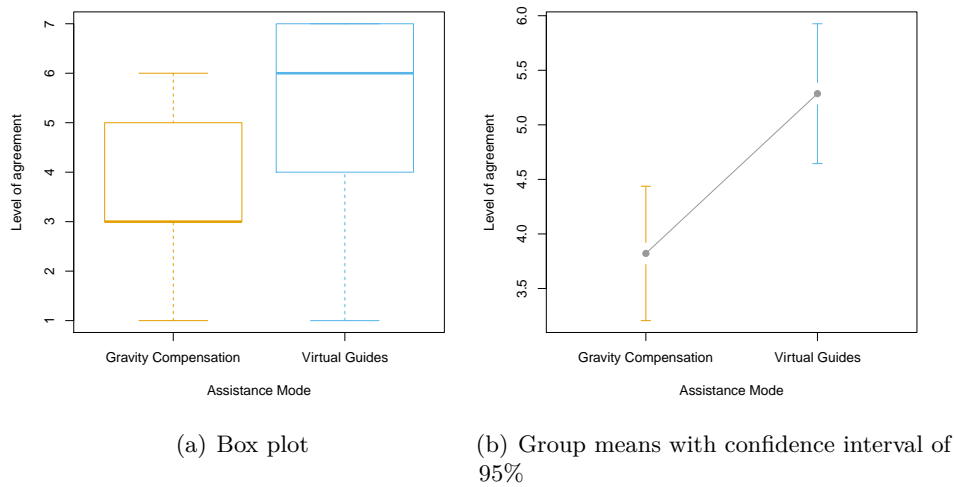 Level of agreement
7
6
5
4
3
2
1
Gravity Compensation Virtual Guides
Assistance Mode
(a) Box plot
Level of agreement
6.0
5.5
5.0
4.5
4.0
3.5
Gravity Compensation Virtual Guides
Assistance Mode
(b) Group means with confidence interval of
95%